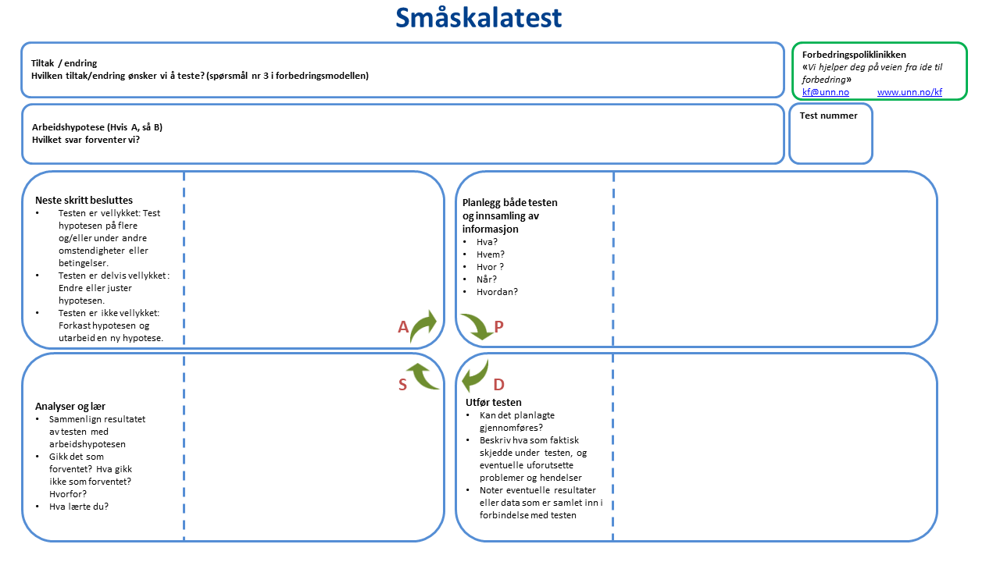 Småskalatest
Tiltak / endring
Hvilken tiltak/endring ønsker vi å teste? (spørsmål nr 3 i forbedringsmodellen)
Forbedringspoliklinikken
«Vi hjelper deg på veien fra ide til
forbedring»
kf@unn.no www.unn.no/kf
Arbeidshypotese (Hvis A, så B)
Hvilket svar forventer vi?
Test nummer
Neste skritt besluttes
• Testen er vellykket: Test
hypotesen på flere
og/eller under andre
omstendigheter eller
betingelser.
• Testen er delvis vellykket :
Endre eller juster
hypotesen.
• Testen er ikke vellykket:
Forkast hypotesen og
utarbeid en ny hypotese.
A
Planlegg både testen
og innsamling av
informasjon
• Hva?
• Hvem?
• Hvor ?
• Når?
• Hvordan?
P
S
Analyser og lær
• Sammenlign resultatet
av testen med
arbeidshypotesen
• Gikk det som
forventet? Hva gikk
ikke som forventet?
Hvorfor?
• Hva lærte du?
D
Utfør testen
• Kan det planlagte
gjennomføres?
• Beskriv hva som faktisk
skjedde under testen, og
eventuelle uforutsette
problemer og hendelser
• Noter eventuelle resultater
eller data som er samlet inn i
forbindelse med testen